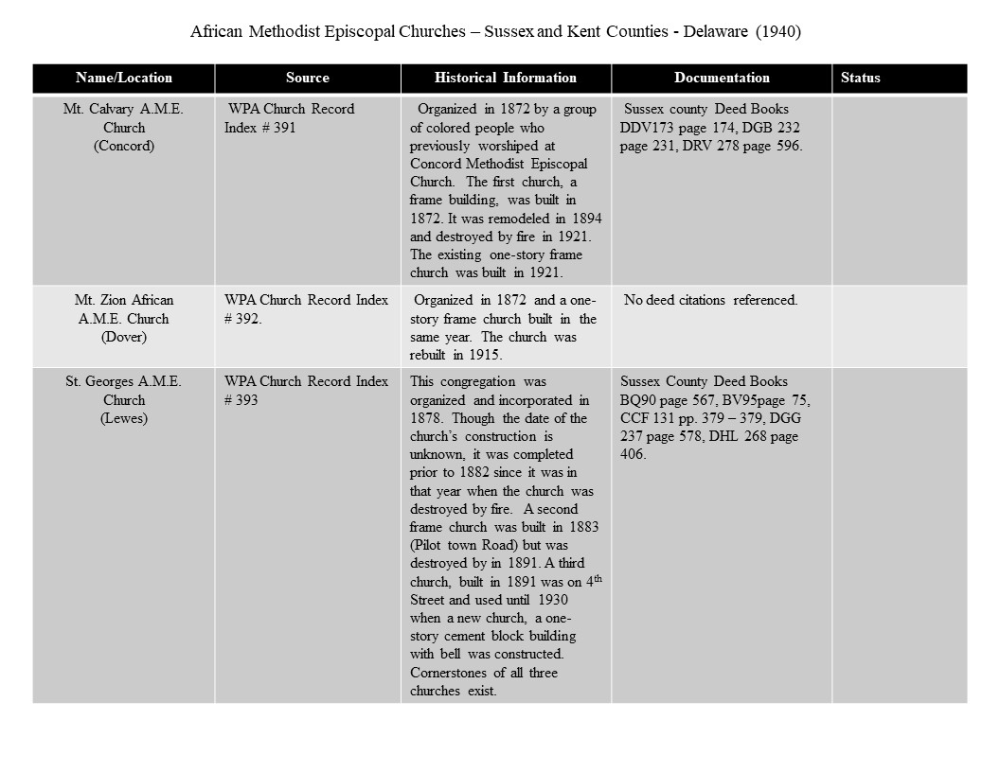 African Methodist Episcopal Churches – Sussex and Kent Counties - Delaware (1940)
Name/Location
Source
Historical Information
Documentation
Status
Mt. Calvary A.M.E.
Church
(Concord)
WPA Church Record
Index # 391
Organized in 1872 by a group
of colored people who
previously worshiped at
Concord Methodist Episcopal
Church. The first church, a
frame building, was built in
1872. It was remodeled in 1894
and destroyed by fire in 1921.
The existing one-story frame
church was built in 1921.
Sussex county Deed Books
DDV173 page 174, DGB 232
page 231, DRV 278 page 596.
Mt. Zion African
A.M.E. Church
(Dover)
WPA Church Record Index
# 392.
Organized in 1872 and a one-
story frame church built in the
same year. The church was
rebuilt in 1915.
No deed citations referenced.
St. Georges A.M.E.
Church
(Lewes)
WPA Church Record Index
# 393
This congregation was
organized and incorporated in
1878. Though the date of the
church's construction is
unknown, it was completed
prior to 1882 since it was in
that year when the church was
destroyed by fire. A second
frame church was built in 1883
(Pilot town Road) but was
destroyed by in 1891. A third
church, built in 1891 was on 4th
Street and used until 1930
when a new church, a one-
story cement block building
with bell was constructed.
Cornerstones of all three
churches exist.
Sussex County Deed Books
BQ90 page 567, BV95page 75,
CCF 131 pp. 379 – 379, DGG
237 page 578, DHL 268 page
406.